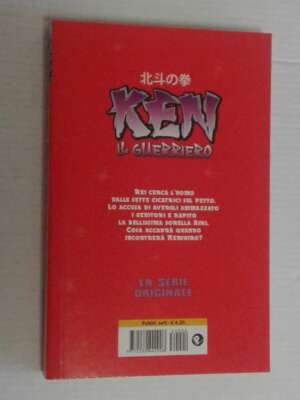 北斗の拳
KEN
IL GUERRIERO
Rei cerca l'uomo
dalle sette cicatrici sul petto.
Lo accusa di avergli ammazzato
i genitori e rapito
la bellissima sorella Airi.
Cosa accadrà quando
incontrerà Kenshiro?
LA SERIE
ORIGINALE